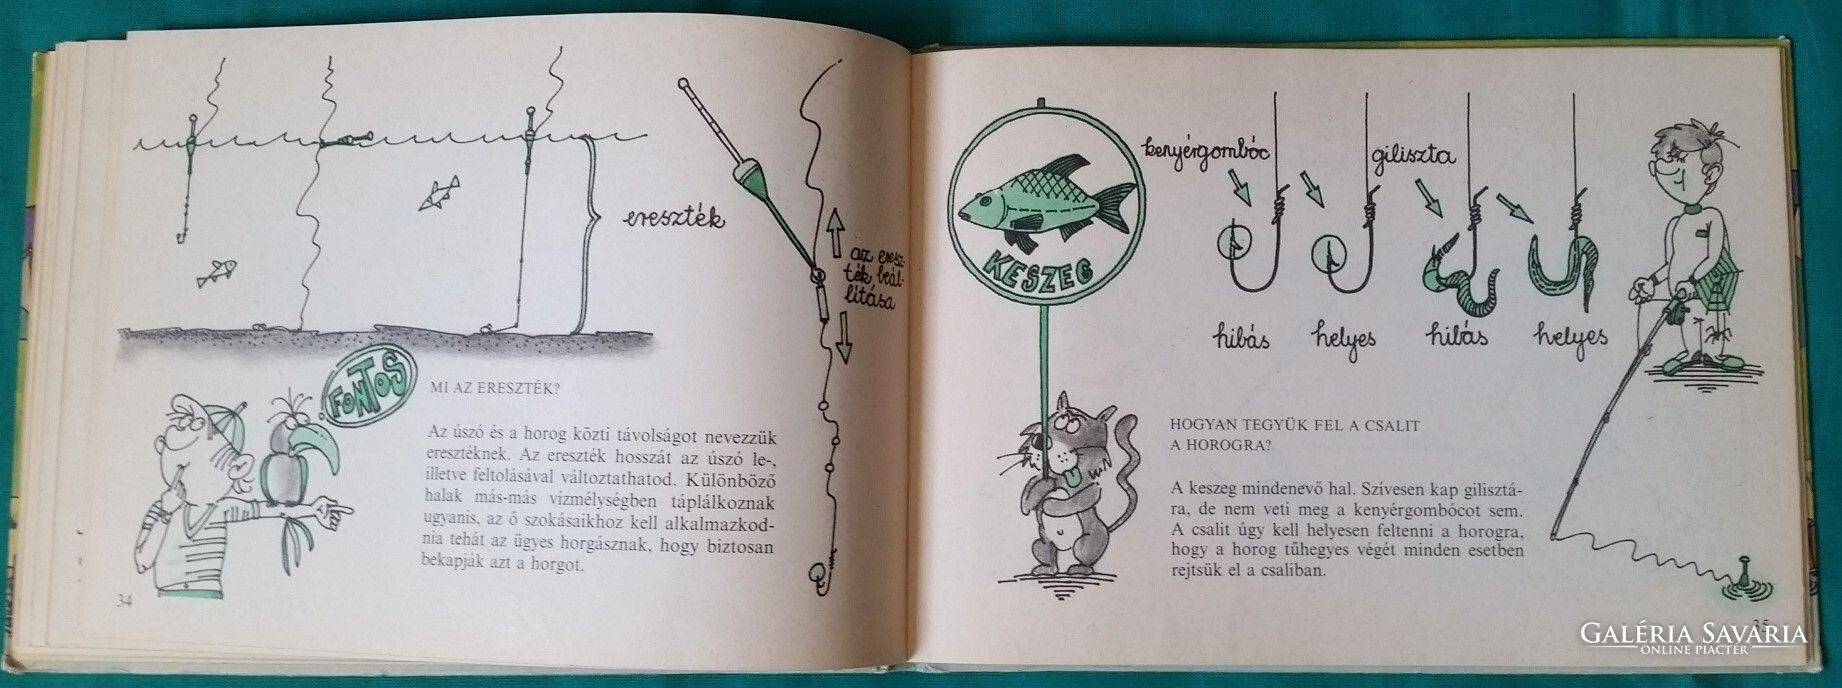 ereszték
az eresz-
ték beál-
lítása
FONTOS
MI AZ ERESZTÉK?
Az úszó és a horog közti távolságot nevezzük
eresztéknek. Az ereszték hosszát az úszó le-,
illetve feltolásával változtathatod. Különböző
halak más-más vízmélységben táplálkoznak
ugyanis, az ő szokásaikhoz kell alkalmazkod-
nia tehát az ügyes horgásznak, hogy biztosan
bekapják azt a horgot.
34
KESZEG
kenyérgombóc
giliszta
hibás helyes hibás helyes
HOGYAN TEGYÜK FEL A CSALIT
A HOROGRA?
A keszeg mindenevő hal. Szívesen kap gilisztá-
ra, de nem veti meg a kenyérgombócot sem.
A csalit úgy kell helyesen feltenni a horogra,
hogy a horog tűhegyes végét minden esetben
rejtsük el a csaliban.
35
GALÉRIA SAVARIA
ONLINE PIACTÉR